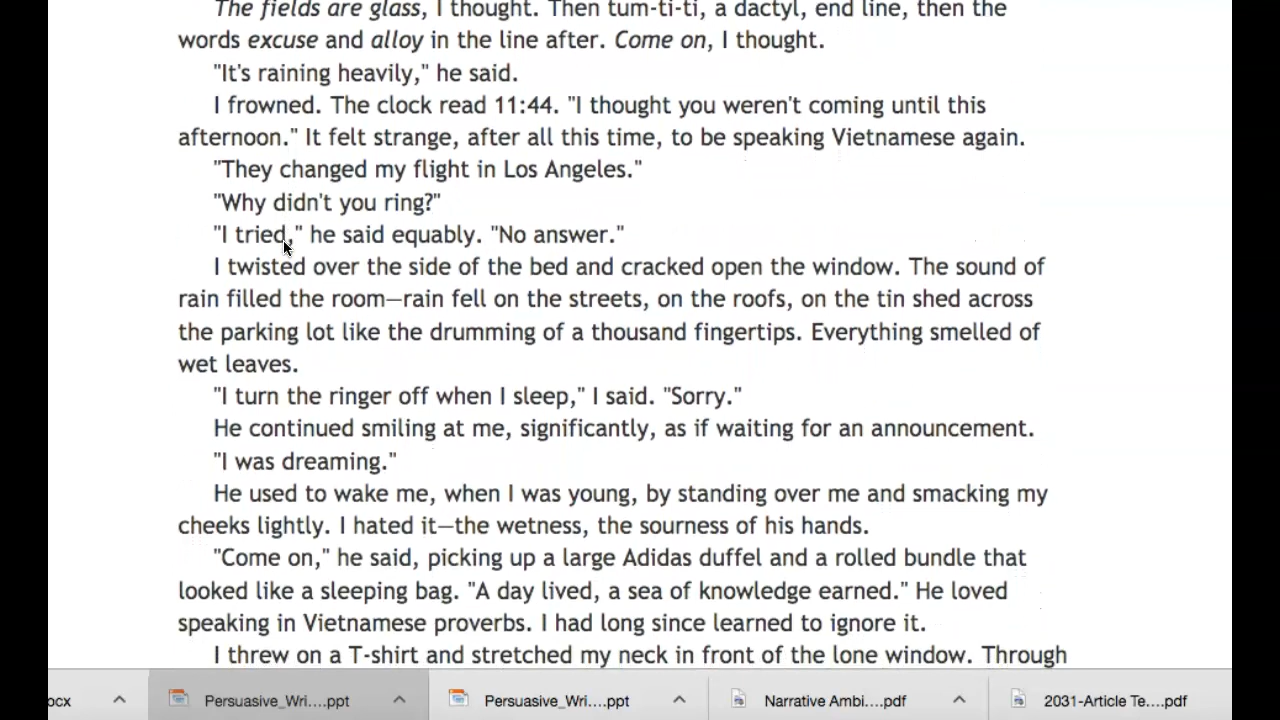 The fields are glass, I thought. Then tum-ti-ti, a dactyl, end line, then the
words excuse and alloy in the line after. Come on, I thought.
"It's raining heavily," he said.
I frowned. The clock read 11:44. "I thought you weren't coming until this
afternoon." It felt strange, after all this time, to be speaking Vietnamese again.
"They changed my flight in Los Angeles."
"Why didn't you ring?"
"I tried," he said equably. "No answer."
I twisted over the side of the bed and cracked open the window. The sound of
rain filled the room—rain fell on the streets, on the roofs, on the tin shed across
the parking lot like the drumming of a thousand fingertips. Everything smelled of
wet leaves.
"I turn the ringer off when I sleep," I said. "Sorry."
He continued smiling at me, significantly, as if waiting for an announcement.
"I was dreaming."
He used to wake me, when I was young, by standing over me and smacking my
cheeks lightly. I hated it—the wetness, the sourness of his hands.
"Come on," he said, picking up a large Adidas duffel and a rolled bundle that
looked like a sleeping bag. "A day lived, a sea of knowledge earned." He loved
speaking in Vietnamese proverbs. I had long since learned to ignore it.
I threw on a T-shirt and stretched my neck in front of the lone window. Through
ocx Persuasive_Wri....ppt Persuasive_Wri....ppt Narrative Ambi....pdf 2031-Article Te....pdf